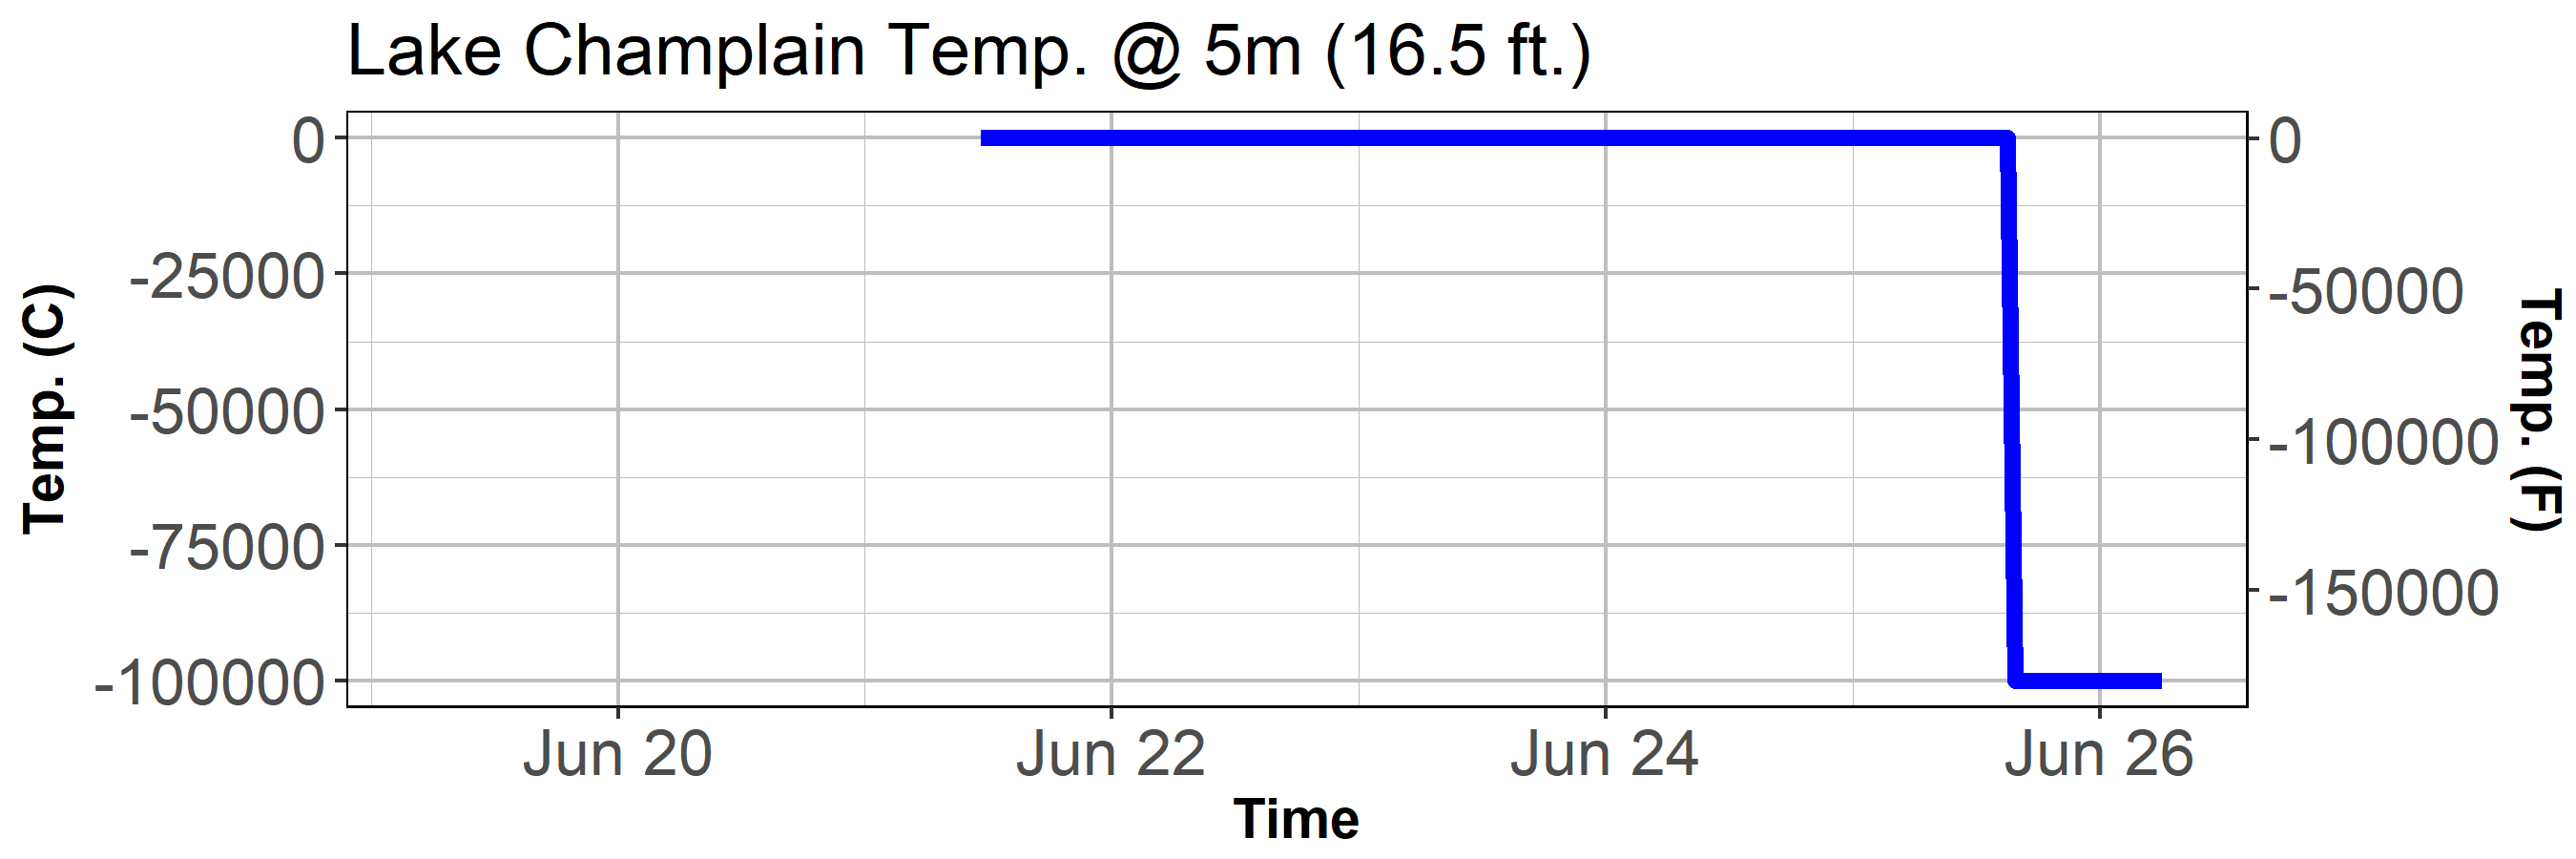 Lake Champlain Temp. @ 5m (16.5 ft.)
Temp. (C)
0
-25000
-50000
-75000
-100000
0
-50000
-100000
-150000
Temp. (F)
Jun 20
Jun 22
Jun 24
Jun 26
Time